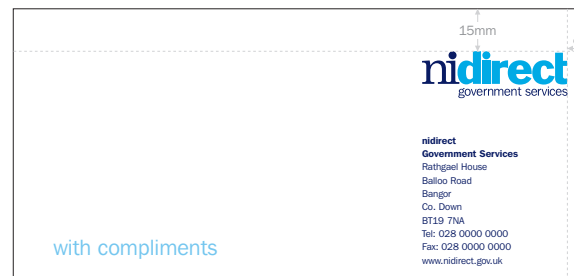 15mm
nidirect
government services
nidirect
Government Services
Rathgael House
Balloo Road
Bangor
Co. Down
BT19 7NA
Tel: 028 0000 0000
Fax: 028 0000 0000
www.nidirect.gov.uk
with compliments